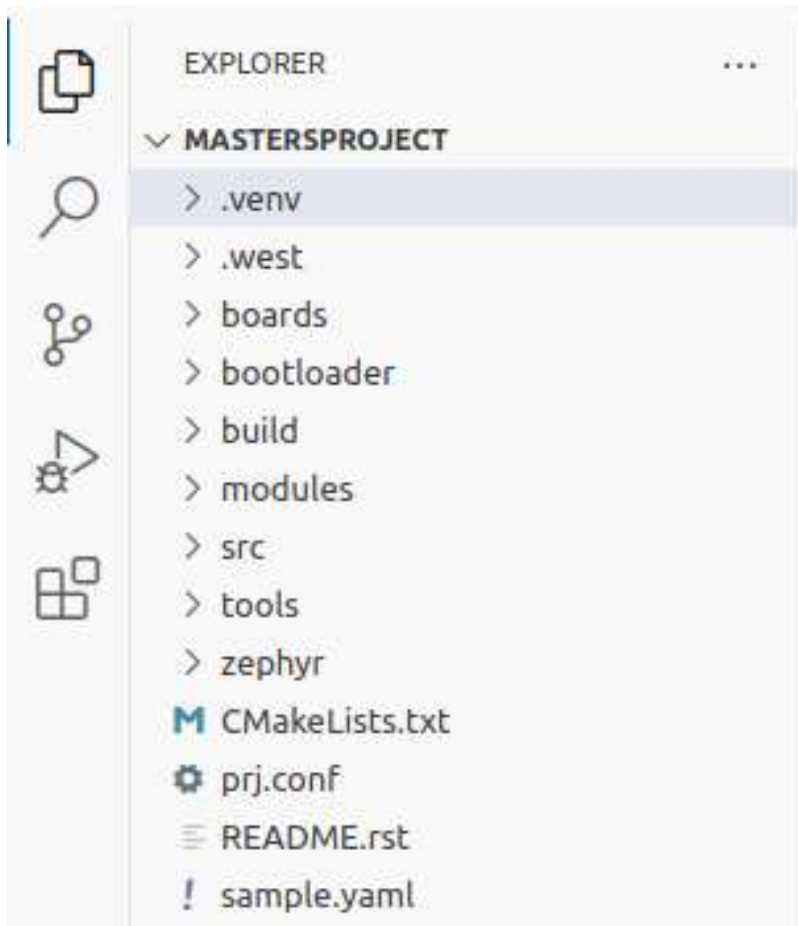 EXPLORER
MASTERSPROJECT
.venv
.west
boards
bootloader
build
modules
src
tools
zephyr
CMakeLists.txt
prj.conf
README.rst
sample.yaml